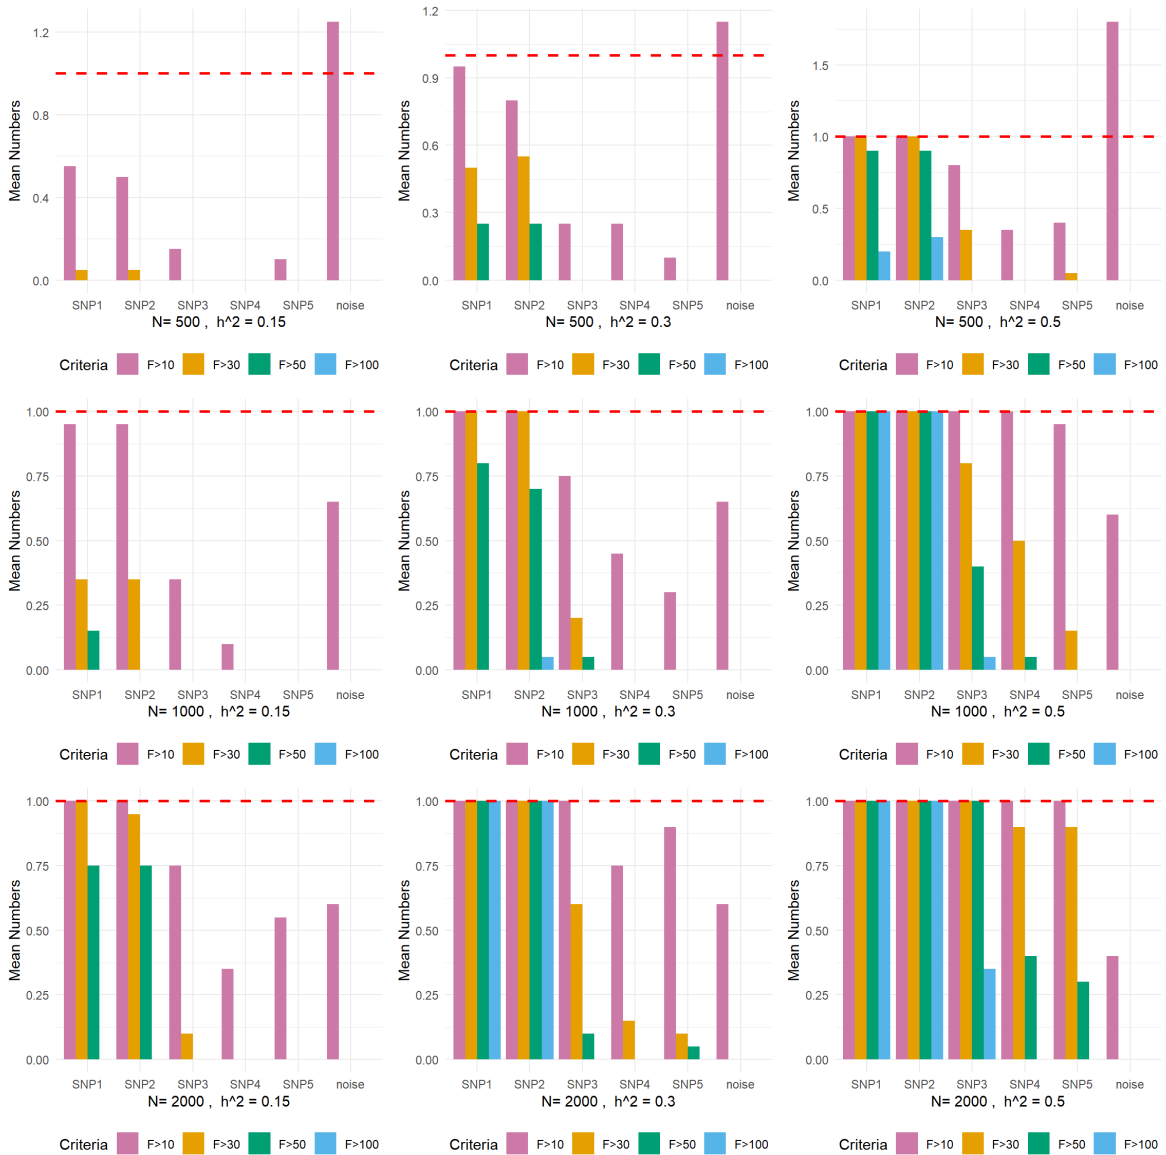 Mean Numbers
1.2
0.8
0.4
0.0
SNP1 SNP2 SNP3 SNP4 SNP5 noise
N= 500 , h^2 = 0.15
Criteria F>10 F>30 F>50 F>100
Mean Numbers
1.2
0.9
0.6
0.3
0.0
SNP1 SNP2 SNP3 SNP4 SNP5 noise
N= 500 , h^2 = 0.3
Criteria F>10 F>30 F>50 F>100
Mean Numbers
1.5
1.0
0.5
0.0
SNP1 SNP2 SNP3 SNP4 SNP5 noise
N= 500 , h^2 = 0.5
Criteria F>10 F>30 F>50 F>100
Mean Numbers
1.00
0.75
0.50
0.25
0.00
SNP1 SNP2 SNP3 SNP4 SNP5 noise
N= 1000 , h^2 = 0.15
Criteria F>10 F>30 F>50 F>100
Mean Numbers
1.00
0.75
0.50
0.25
0.00
SNP1 SNP2 SNP3 SNP4 SNP5 noise
N= 1000 , h^2 = 0.3
Criteria F>10 F>30 F>50 F>100
Mean Numbers
1.00
0.75
0.50
0.25
0.00
SNP1 SNP2 SNP3 SNP4 SNP5 noise
N= 1000 , h^2 = 0.5
Criteria F>10 F>30 F>50 F>100
Mean Numbers
1.00
0.75
0.50
0.25
0.00
SNP1 SNP2 SNP3 SNP4 SNP5 noise
N= 2000 , h^2 = 0.15
Criteria F>10 F>30 F>50 F>100
Mean Numbers
1.00
0.75
0.50
0.25
0.00
SNP1 SNP2 SNP3 SNP4 SNP5 noise
N= 2000 , h^2 = 0.3
Criteria F>10 F>30 F>50 F>100
Mean Numbers
1.00
0.75
0.50
0.25
0.00
SNP1 SNP2 SNP3 SNP4 SNP5 noise
N= 2000 , h^2 = 0.5
Criteria F>10 F>30 F>50 F>100